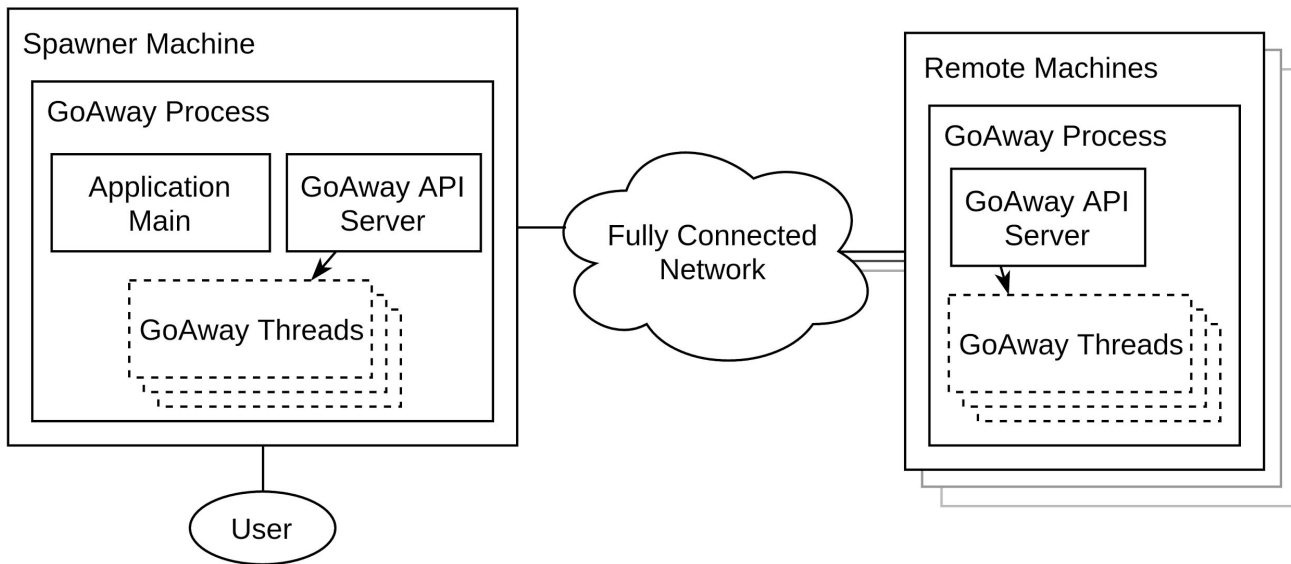 Spawner Machine
GoAway Process
Application
Main
GoAway API
Server
GoAway Threads
User
Fully Connected
Network
Remote Machines
GoAway Process
GoAway API
Server
GoAway Threads